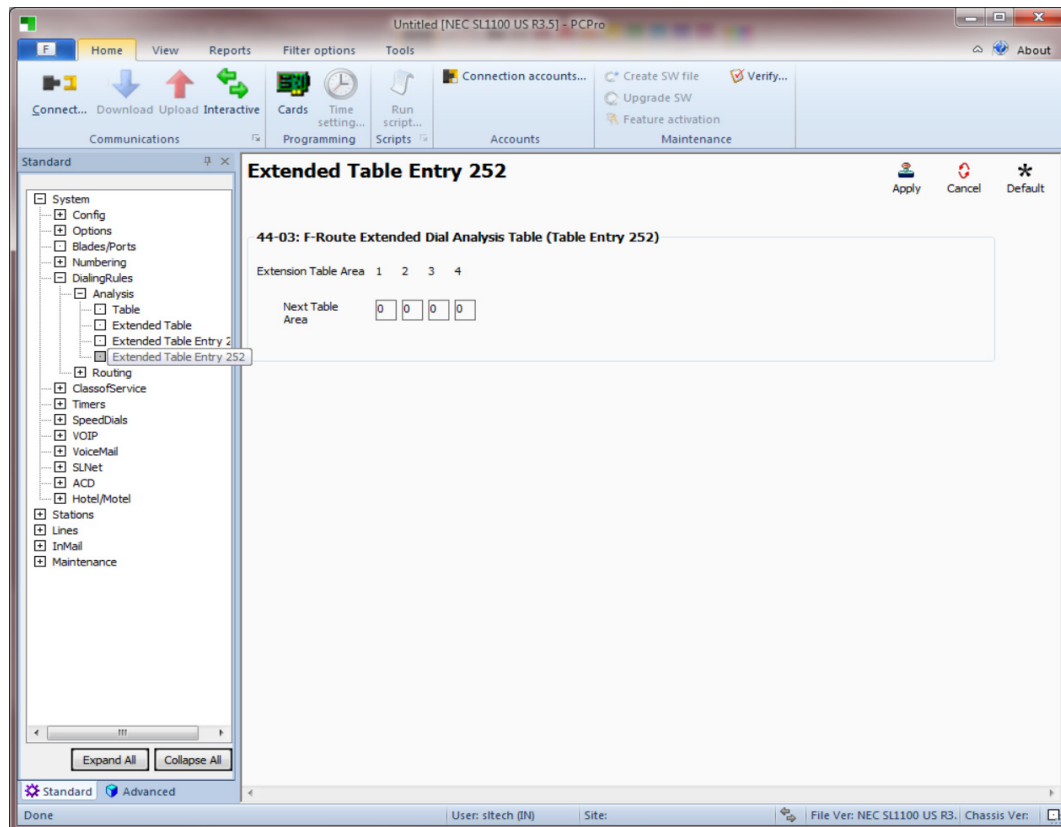 Untitled [NEC SL1100 US R3.5] - PCPro
F Home View Reports Filter options Tools About
Connect... Download Upload Interactive
Communications
Cards Time setting...
Programming
Run script...
Scripts
Connection accounts...
Accounts
Create SW file Verify...
Upgrade SW
Feature activation
Maintenance
Standard
System
Config
Options
Blades/Ports
Numbering
DialingRules
Analysis
Table
Extended Table
Extended Table Entry 2
Extended Table Entry 252
Routing
ClassofService
Timers
SpeedDials
VOIP
VoiceMail
SLNet
ACD
Hotel/Motel
Stations
Lines
InMail
Maintenance
Expand All Collapse All
Standard Advanced
Extended Table Entry 252
Apply Cancel Default
44-03: F-Route Extended Dial Analysis Table (Table Entry 252)
Extension Table Area 1 2 3 4
Next Table Area 0 0 0 0
Done User: sltech (IN) Site: File Ver: NEC SL1100 US R3. Chassis Ver: